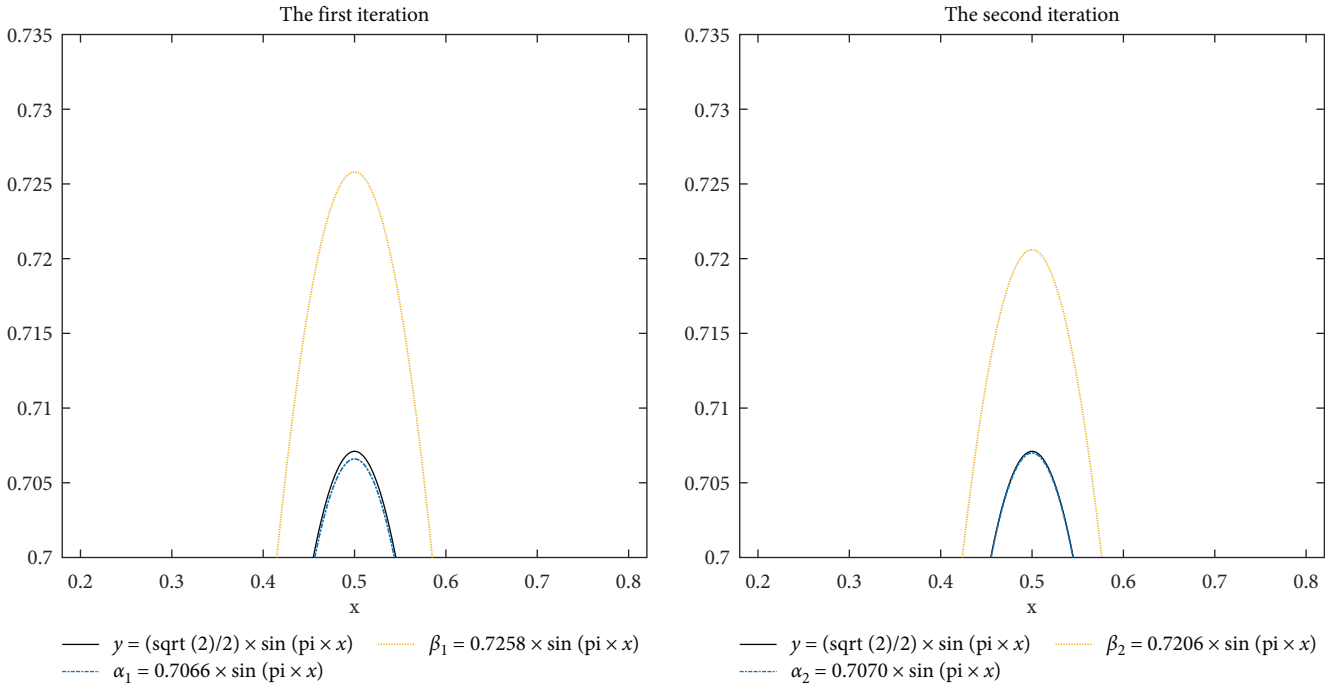 The first iteration
0.735
0.73
0.725
0.72
0.715
0.71
0.705
0.7
0.2 0.3 0.4 0.5 0.6 0.7 0.8
x
y = (sqrt (2)/2) × sin (pi × x) β₁ = 0.7258 × sin (pi × x)
α₁ = 0.7066 × sin (pi × x)
The second iteration
0.735
0.73
0.725
0.72
0.715
0.71
0.705
0.7
0.2 0.3 0.4 0.5 0.6 0.7 0.8
x
y = (sqrt (2)/2) × sin (pi × x) β₂ = 0.7206 × sin (pi × x)
α₂ = 0.7070 × sin (pi × x)